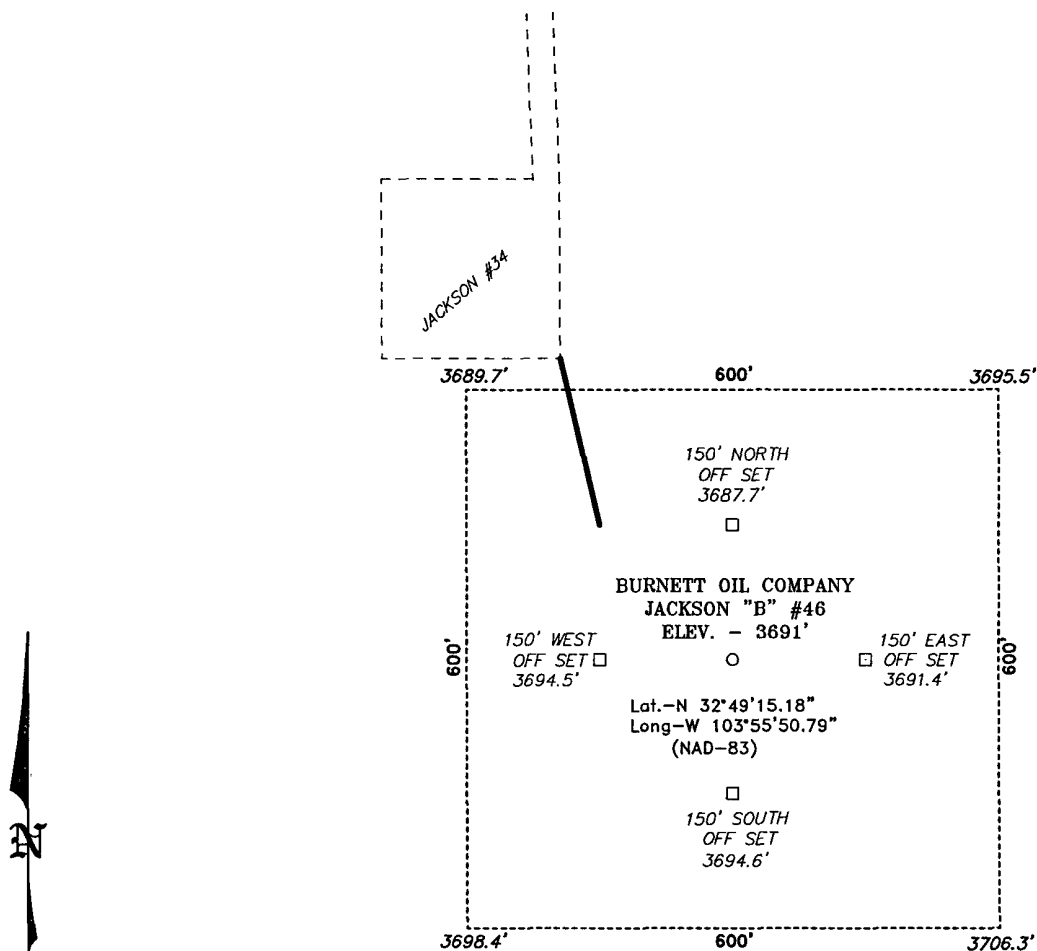 JACKSON #34
3689.7' 600' 3695.5'
150' NORTH
OFF SET
3687.7'
BURNETT OIL COMPANY
JACKSON "B" #46
ELEV. - 3691'
600'
150' WEST
OFF SET
3694.5'
150' EAST
OFF SET
3691.4'
600'
Lat.-N 32°49'15.18"
Long-W 103°55'50.79"
(NAD-83)
150' SOUTH
OFF SET
3694.6'
N
3698.4' 600' 3706.3'